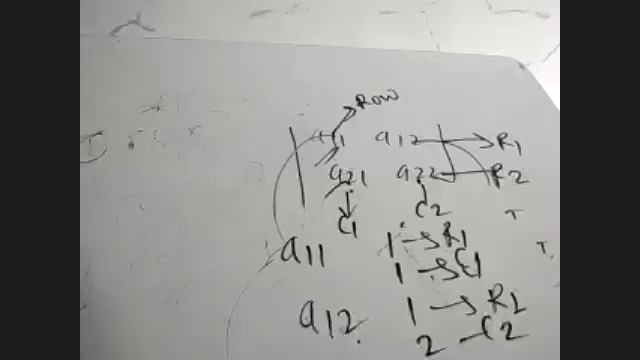 Row
a11 a12 → R1
a21 a22 → R2
C1 C2
a11 1 → R1
1 → C1
a12. 1 → R1
2 → C2